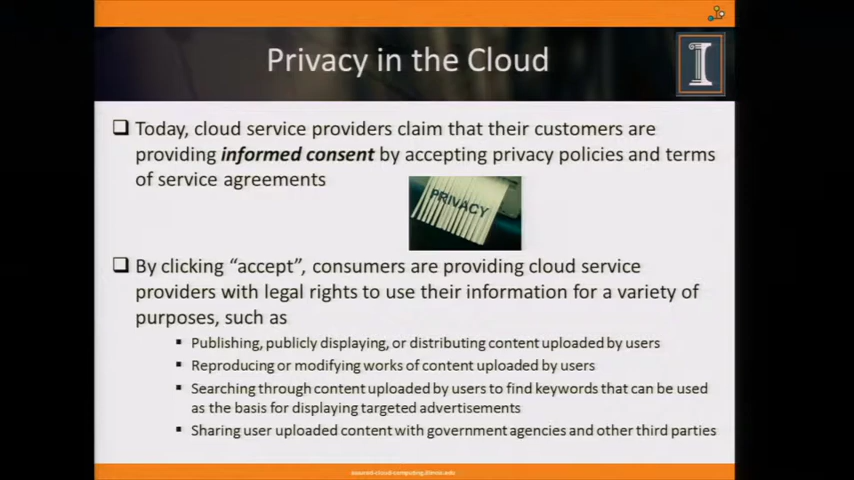 Privacy in the Cloud
Today, cloud service providers claim that their customers are
providing informed consent by accepting privacy policies and terms
of service agreements
PRIVACY
By clicking “accept”, consumers are providing cloud service
providers with legal rights to use their information for a variety of
purposes, such as
Publishing, publicly displaying, or distributing content uploaded by users
Reproducing or modifying works of content uploaded by users
Searching through content uploaded by users to find keywords that can be used
as the basis for displaying targeted advertisements
Sharing user uploaded content with government agencies and other third parties
assured-cloud-computing.illinois.edu